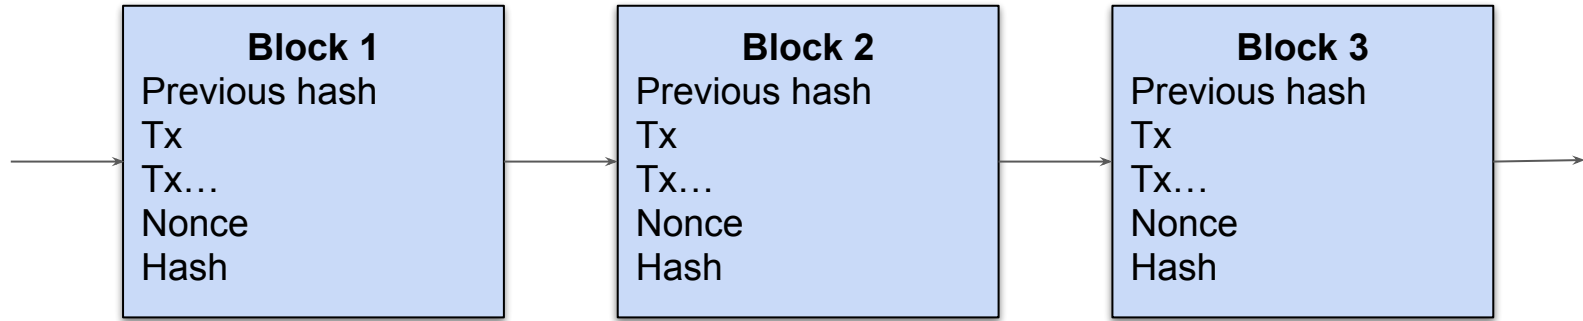 Block 1
Previous hash
Tx
Tx…
Nonce
Hash
Block 2
Previous hash
Tx
Tx…
Nonce
Hash
Block 3
Previous hash
Tx
Tx…
Nonce
Hash